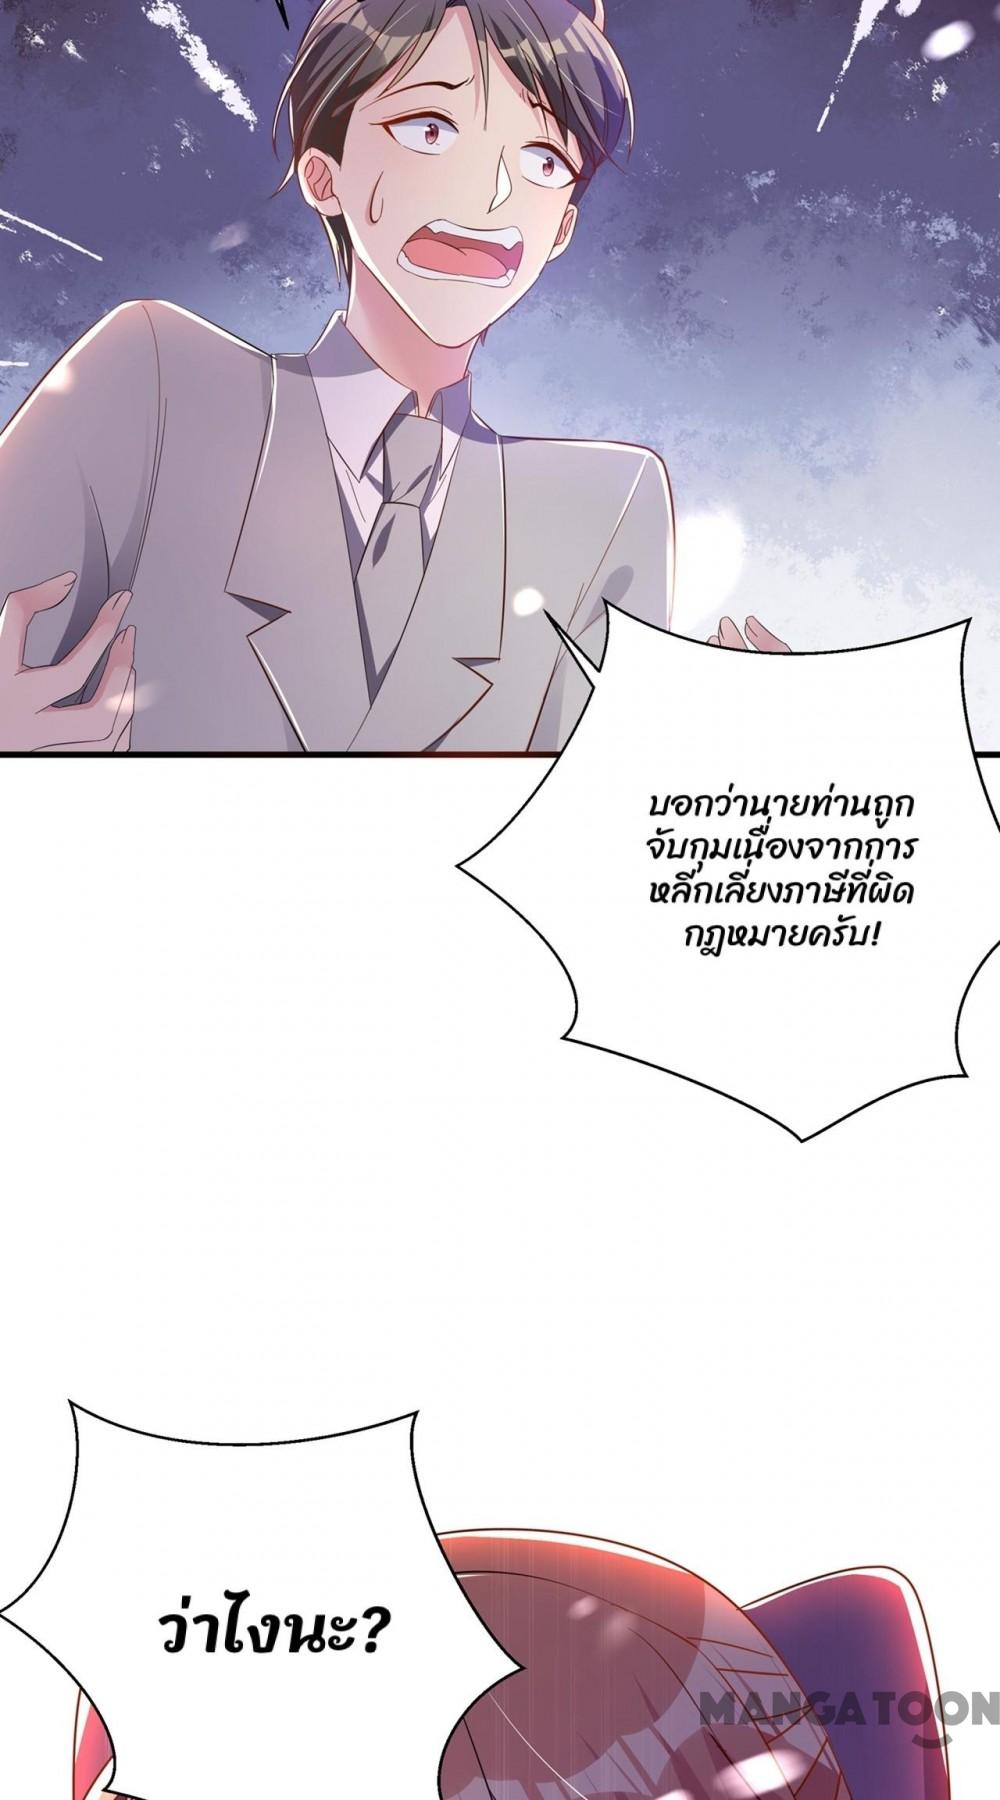 บอกว่านายท่านถูก
จับกุมเนื่องจากการ
หลีกเลี่ยงภาษีที่ผิด
กฎหมายครับ!
ว่าไงนะ?
MANGATOON